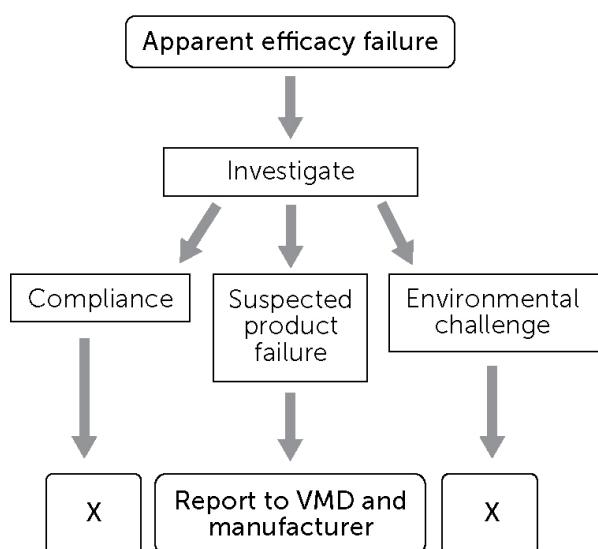 Apparent efficacy failure
Investigate
Compliance
Suspected
product
failure
Environmental
challenge
X
Report to VMD and
manufacturer
X